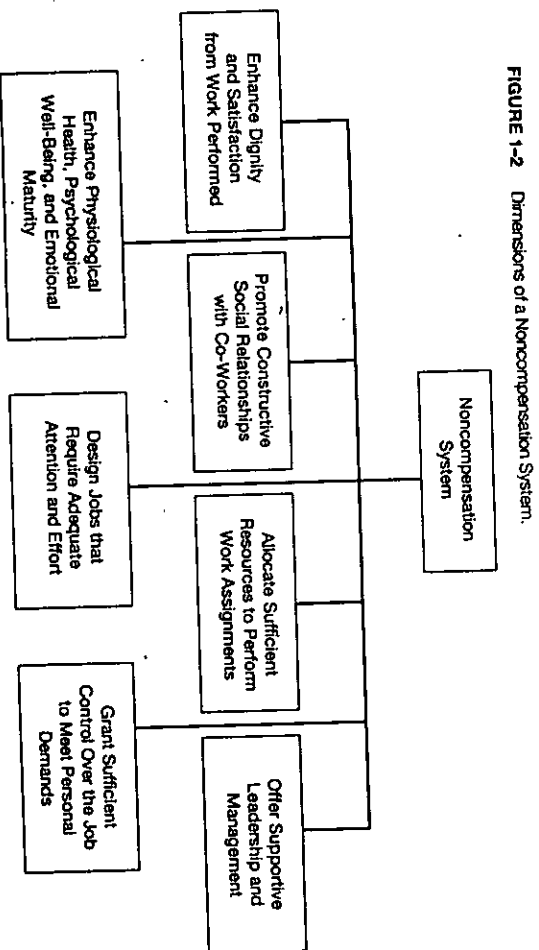 FIGURE 1–2 Dimensions of a Noncompensation System.
Noncompensation
System
Enhance Dignity
and Satisfaction
from Work Performed
Promote Constructive
Social Relationships
with Co-Workers
Allocate Sufficient
Resources to Perform
Work Assignments
Offer Supportive
Leadership and
Management
Enhance Physiological
Health, Psychological
Well-Being, and Emotional
Maturity
Design Jobs that
Require Adequate
Attention and Effort
Grant Sufficient
Control Over the Job
to Meet Personal
Demands